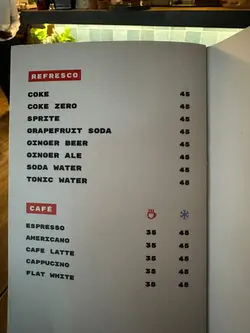 REFRESCO
COKE 45
COKE ZERO 45
SPRITE 45
GRAPEFRUIT SODA 45
GINGER BEER 45
GINGER ALE 45
SODA WATER 45
TONIC WATER 45
CAFÉ
ESPRESSO 35 45
AMERICANO 35 45
CAFE LATTE 35 45
CAPPUCINO 35 45
FLAT WHITE 35 45